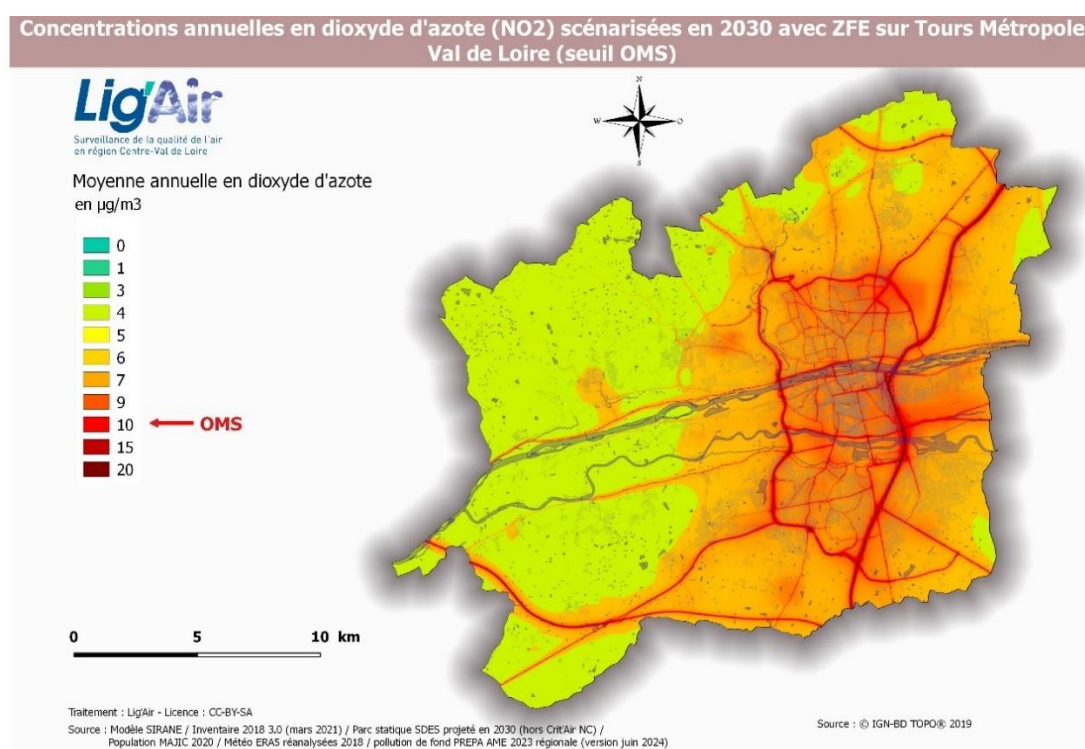 Concentrations annuelles en dioxyde d'azote (NO2) scénarisées en 2030 avec ZFE sur Tours Métropole
Val de Loire (seuil OMS)
Lig'Air
Surveillance de la qualité de l'air
en région Centre-Val de Loire
N
W
O
S
Moyenne annuelle en dioxyde d'azote
en µg/m3
0
1
3
4
5
6
7
9
10 OMS
15
20
0 5 10 km
Traitement : Lig'Air - Licence : CC-BY-SA
Source : Modèle SIRANE / Inventaire 2018 3.0 (mars 2021) / Parc statique SDES projeté en 2030 (hors Crit'Air NC) /
Population MAJIC 2020 / Météo ERA5 réanalysées 2018 / pollution de fond PREPA AME 2023 régionale (version juin 2024)
Source : © IGN-BD TOPO® 2019